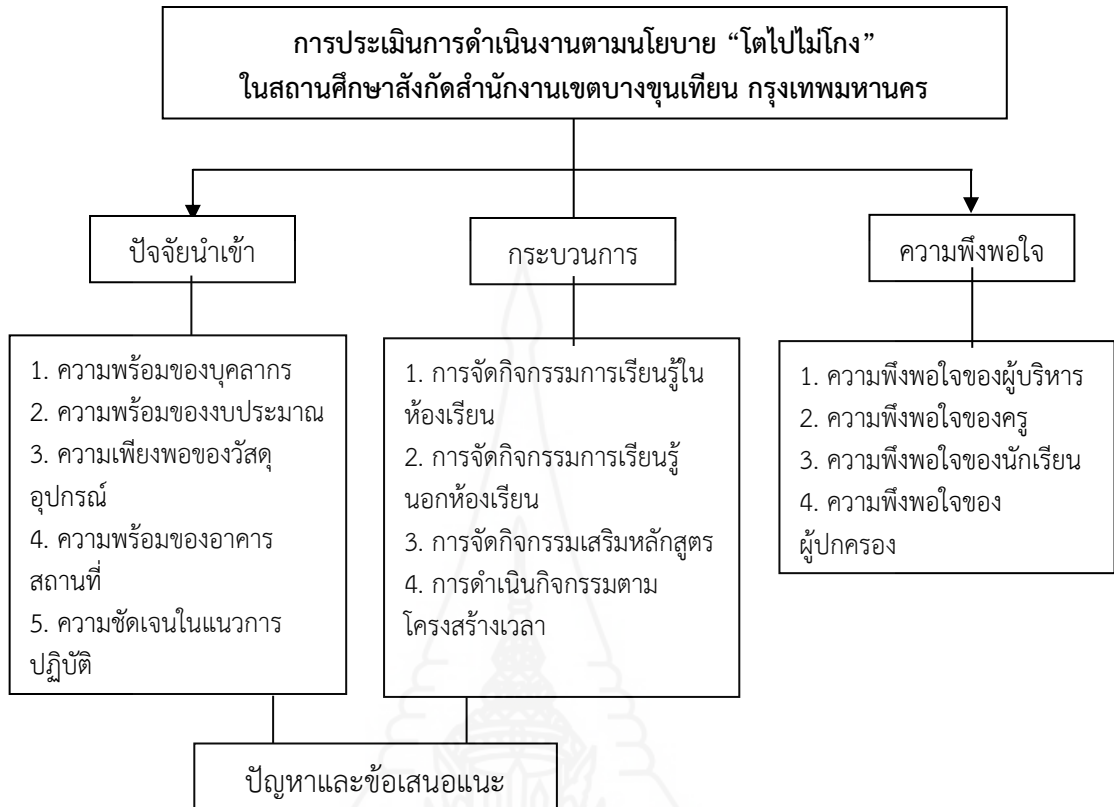 การประเมินการดำเนินงานตามนโยบาย “โตไปไม่โกง”
ในสถานศึกษาสังกัดสำนักงานเขตบางขุนเทียน กรุงเทพมหานคร
ปัจจัยนำเข้า
กระบวนการ
ความพึงพอใจ
1. ความพร้อมของบุคลากร
2. ความพร้อมของงบประมาณ
3. ความเพียงพอของวัสดุ
อุปกรณ์
4. ความพร้อมของอาคาร
สถานที่
5. ความชัดเจนในแนวการ
ปฏิบัติ
1. การจัดกิจกรรมการเรียนรู้ใน
ห้องเรียน
2. การจัดกิจกรรมการเรียนรู้
นอกห้องเรียน
3. การจัดกิจกรรมเสริมหลักสูตร
4. การดำเนินกิจกรรมตาม
โครงสร้างเวลา
1. ความพึงพอใจของผู้บริหาร
2. ความพึงพอใจของครู
3. ความพึงพอใจของนักเรียน
4. ความพึงพอใจของ
ผู้ปกครอง
ปัญหาและข้อเสนอแนะ